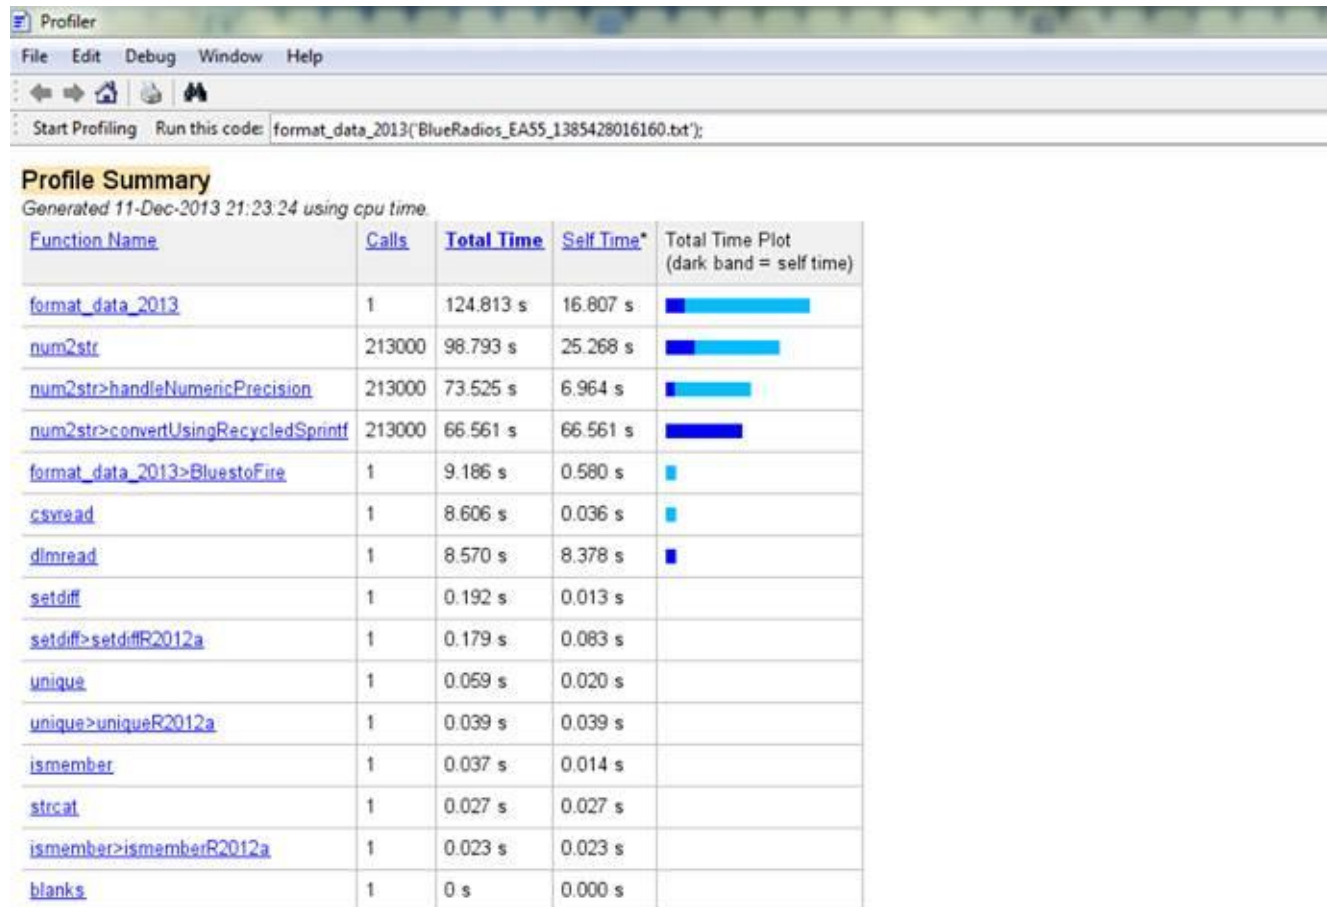 Profiler
File Edit Debug Window Help
Start Profiling Run this code: format_data_2013('BlueRadios_EA55_1385428016160.txt');
Profile Summary
Generated 11-Dec-2013 21:23:24 using cpu time.
Function Name Calls Total Time Self Time* Total Time Plot
(dark band = self time)
format_data_2013 1 124.813 s 16.807 s
num2str 213000 98.793 s 25.268 s
num2str>handleNumericPrecision 213000 73.525 s 6.964 s
num2str>convertUsingRecycledSprintf 213000 66.561 s 66.561 s
format_data_2013>BluestoFire 1 9.186 s 0.580 s
csvread 1 8.606 s 0.036 s
dlmread 1 8.570 s 8.378 s
setdiff 1 0.192 s 0.013 s
setdiff>setdiffR2012a 1 0.179 s 0.083 s
unique 1 0.059 s 0.020 s
unique>uniqueR2012a 1 0.039 s 0.039 s
ismember 1 0.037 s 0.014 s
strcat 1 0.027 s 0.027 s
ismember>ismemberR2012a 1 0.023 s 0.023 s
blanks 1 0 s 0.000 s